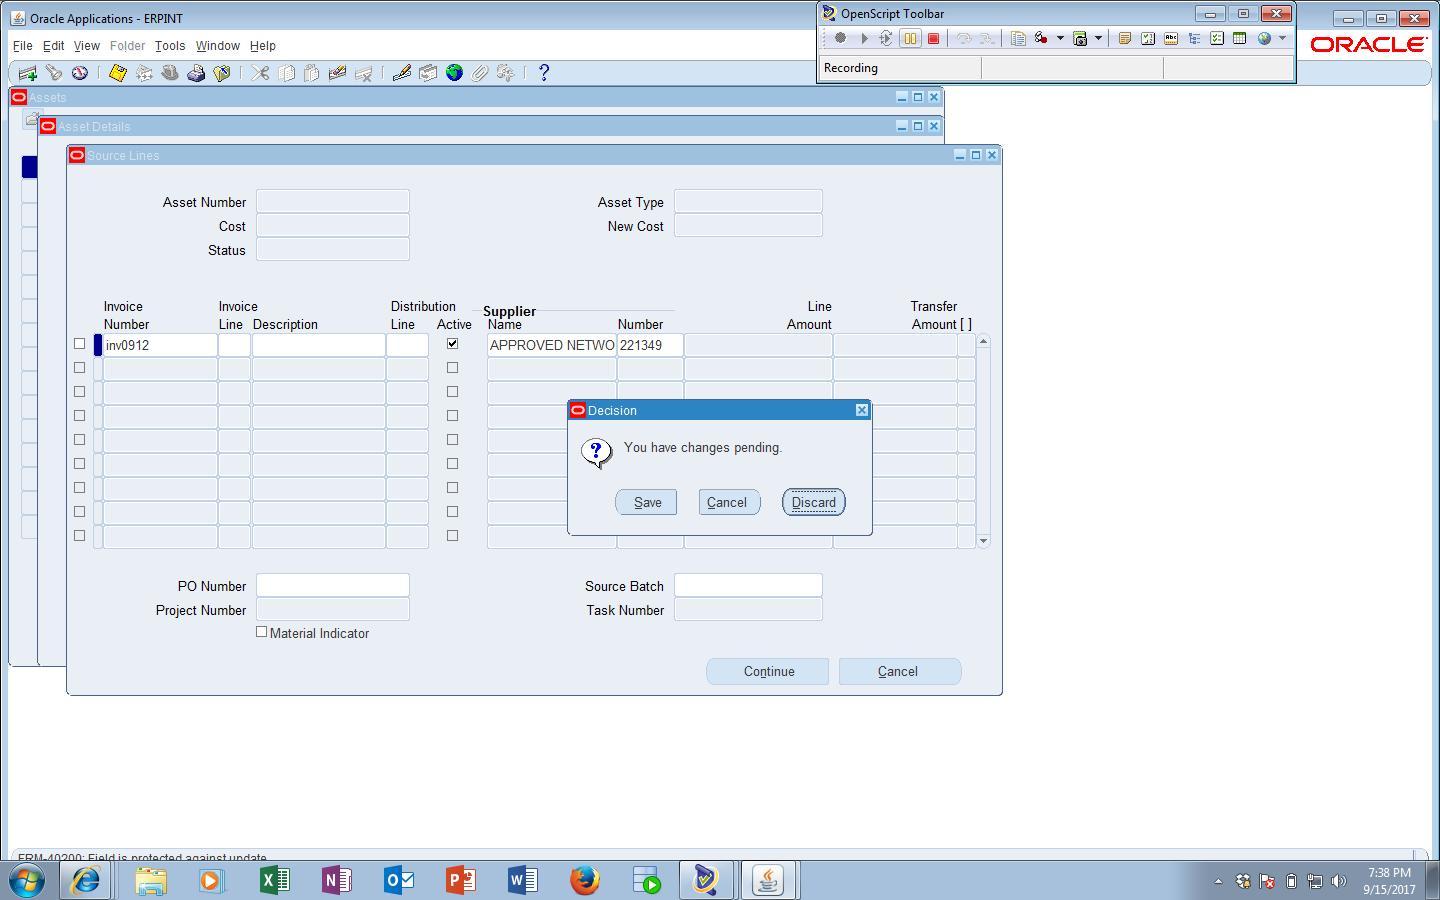 Oracle Applications - ERPINT
OpenScript Toolbar
File Edit View Folder Tools Window Help
ORACLE
Recording
Assets
Asset Details
Source Lines
Asset Number
Asset Type
Cost
New Cost
Status
Invoice Invoice Distribution Supplier Line Transfer
Number Line Description Line Active Name Number Amount Amount [ ]
inv0912 APPROVED NETWO 221349
Decision
You have changes pending.
Save Cancel Discard
PO Number
Source Batch
Project Number
Task Number
Material Indicator
Continue Cancel
FRM-40200: Field is protected against update
7:38 PM
9/15/2017